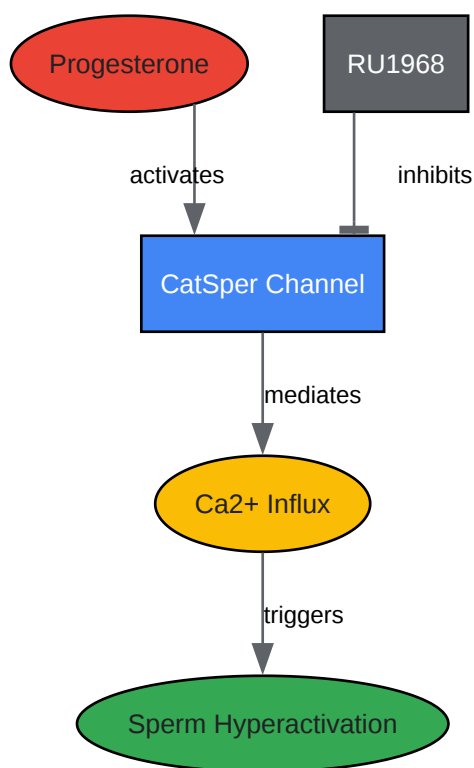 Progesterone
RU1968
activates
inhibits
CatSper Channel
mediates
Ca2+ Influx
triggers
Sperm Hyperactivation